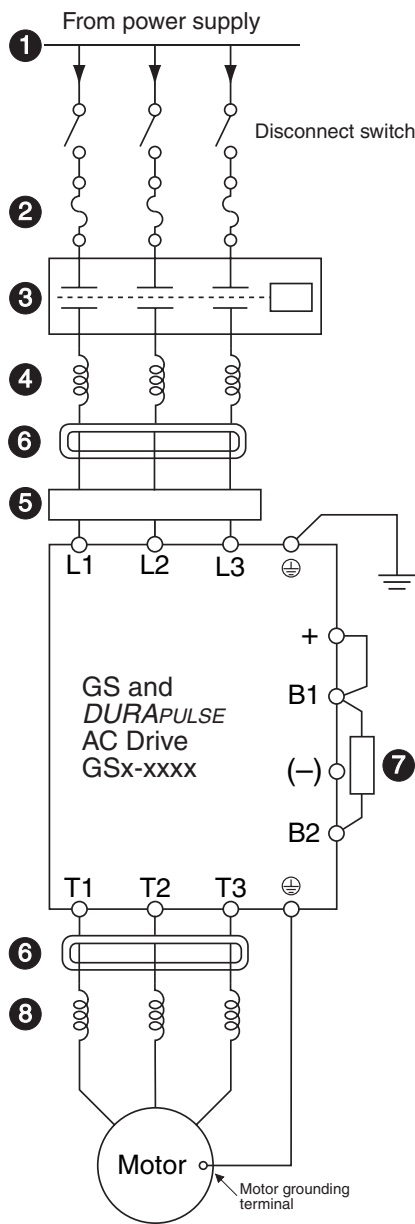 From power supply
1
Disconnect switch
2
3
4
6
5
L1 L2 L3
+
GS and
DURAPULSE
AC Drive
GSx-xxxx
B1
7
(–)
B2
T1 T2 T3
6
8
Motor
Motor grounding
terminal